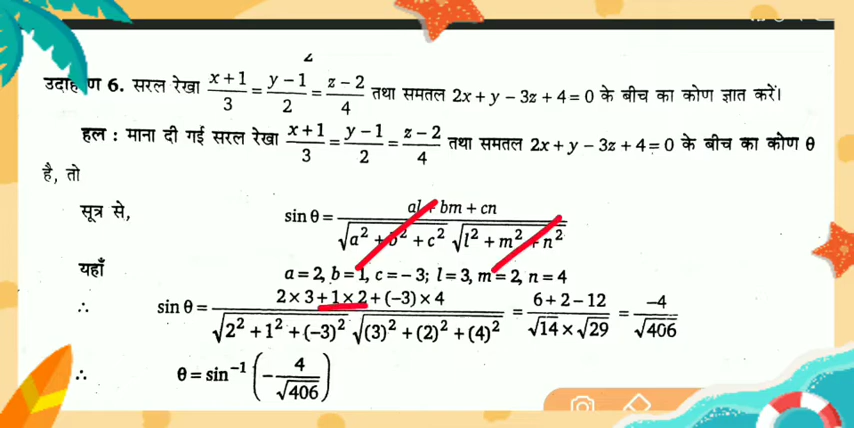 उदाहरण 6. सरल रेखा (x+1)/3 = (y−1)/2 = (z−2)/4 तथा समतल 2x + y − 3z + 4 = 0 के बीच का कोण ज्ञात करें।
हल : माना दी गई सरल रेखा (x+1)/3 = (y−1)/2 = (z−2)/4 तथा समतल 2x + y − 3z + 4 = 0 के बीच का कोण θ
है, तो
सूत्र से, sin θ = (al + bm + cn)/(√(a² + b² + c²) √(l² + m² + n²))
यहाँ a = 2, b = 1, c = − 3; l = 3, m = 2, n = 4
∴ sin θ = (2 × 3 + 1 × 2 + (−3) × 4)/(√(2² + 1² + (−3)²) √((3)² + (2)² + (4)²)) = (6 + 2 − 12)/(√14 × √29) = −4/√406
∴ θ = sin⁻¹ (−4/√406)